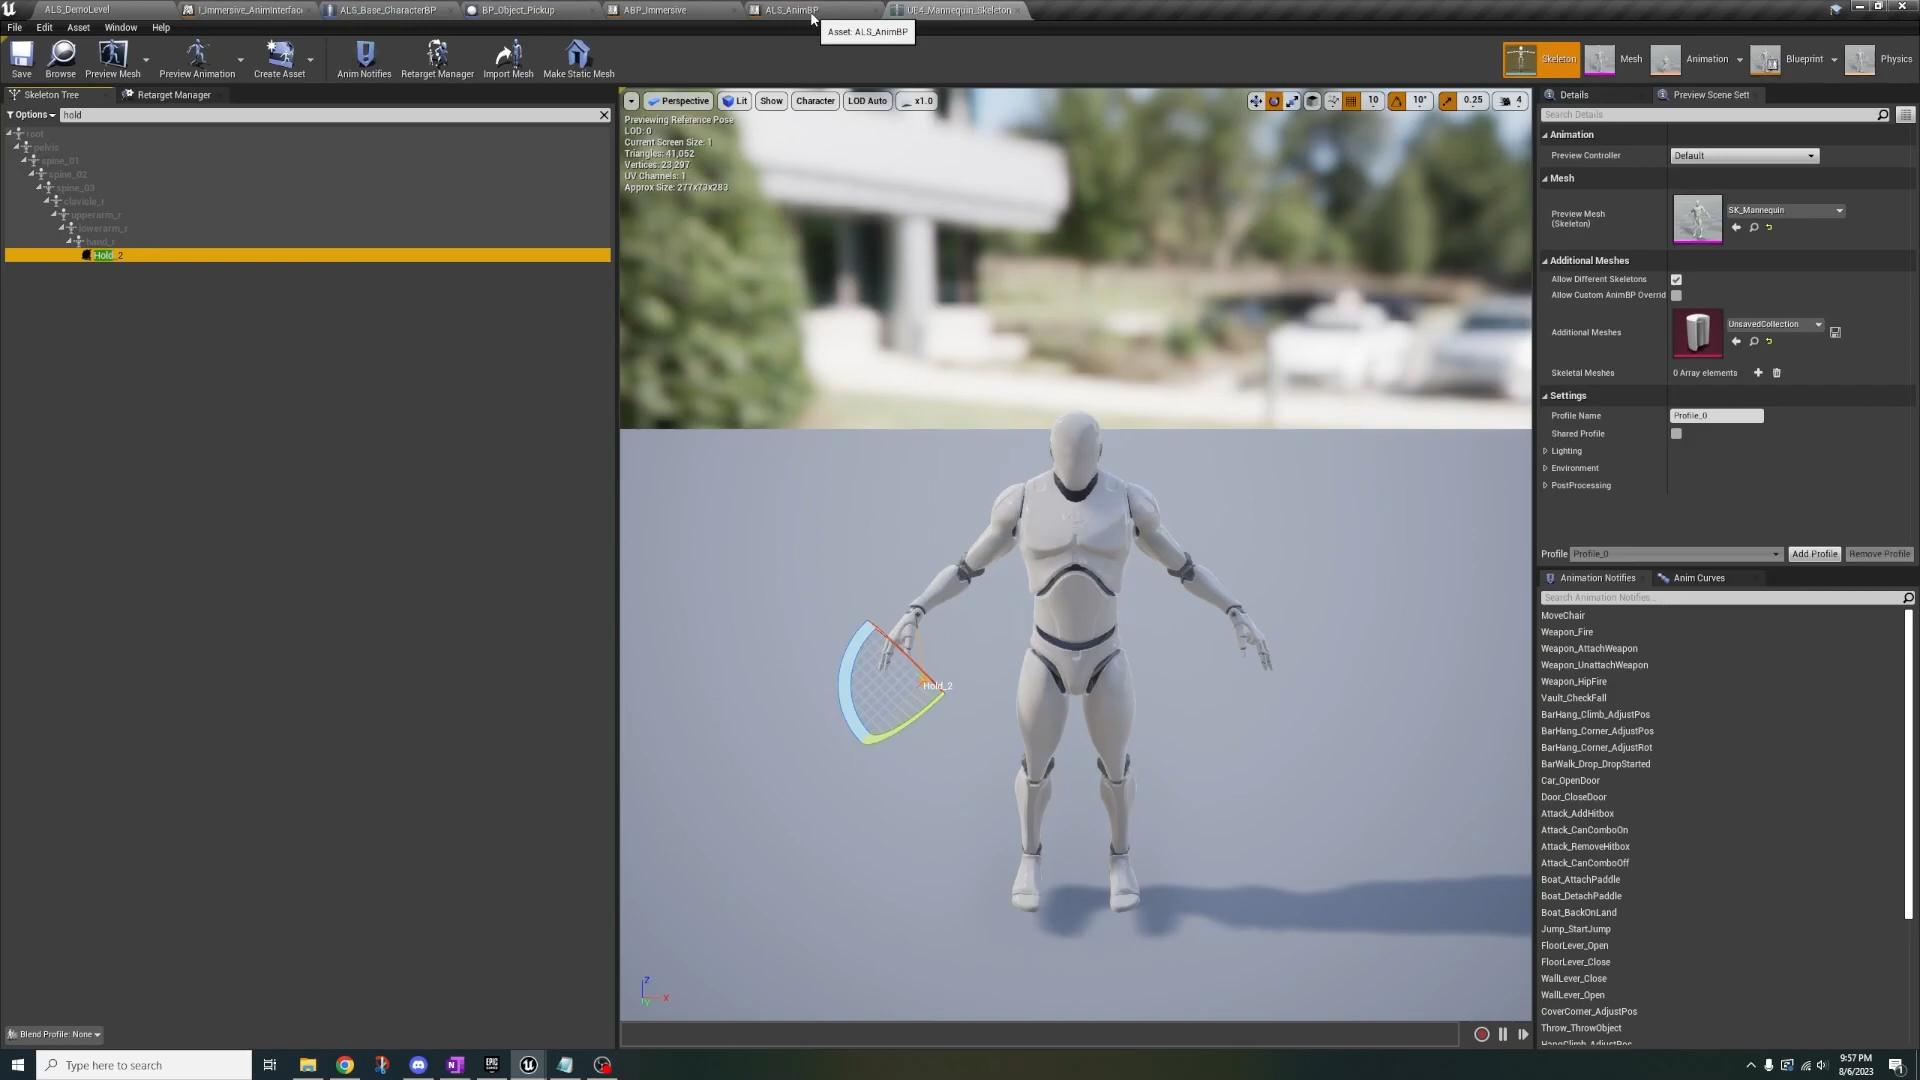 ALS_DemoLevel
I_Immersive_AnimInterfac
ALS_Base_CharacterBP
BP_Object_Pickup
ABP_Immersive
ALS_AnimBP
UE4_Mannequin_Skeleton
Asset: ALS_AnimBP
File Edit Asset Window Help
Save
Browse
Preview Mesh
Preview Animation
Create Asset
Anim Notifies
Retarget Manager
Import Mesh
Make Static Mesh
Skeleton
Mesh
Animation
Blueprint
Physics
Skeleton Tree
Retarget Manager
Options
hold
root
pelvis
spine_01
spine_02
spine_03
clavicle_r
upperarm_r
lowerarm_r
hand_r
Hold_2
Perspective
Lit
Show
Character
LOD Auto
x1.0
10
10°
0.25
4
Previewing Reference Pose
LOD: 0
Current Screen Size: 1
Triangles: 41,052
Vertices: 23,297
UV Channels: 1
Approx Size: 277x73x283
Hold_2
Z
X
Y
Details
Preview Scene Sett
Search Details
Animation
Preview Controller
Default
Mesh
Preview Mesh
(Skeleton)
SK_Mannequin
Additional Meshes
Allow Different Skeletons
Allow Custom AnimBP Overrid
Additional Meshes
UnsavedCollection
Skeletal Meshes
0 Array elements
Settings
Profile Name
Profile_0
Shared Profile
Lighting
Environment
PostProcessing
Profile
Profile_0
Add Profile
Remove Profile
Animation Notifies
Anim Curves
Search Animation Notifies...
MoveChair
Weapon_Fire
Weapon_AttachWeapon
Weapon_UnattachWeapon
Weapon_HipFire
Vault_CheckFall
BarHang_Climb_AdjustPos
BarHang_Corner_AdjustPos
BarHang_Corner_AdjustRot
BarWalk_Drop_DropStarted
Car_OpenDoor
Door_CloseDoor
Attack_AddHitbox
Attack_CanComboOn
Attack_RemoveHitbox
Attack_CanComboOff
Boat_AttachPaddle
Boat_DetachPaddle
Boat_BackOnLand
Jump_StartJump
FloorLever_Open
FloorLever_Close
WallLever_Close
WallLever_Open
CoverCorner_AdjustPos
Throw_ThrowObject
HangClimb_AdjustPos
Blend Profile: None
Type here to search
9:57 PM
8/6/2023